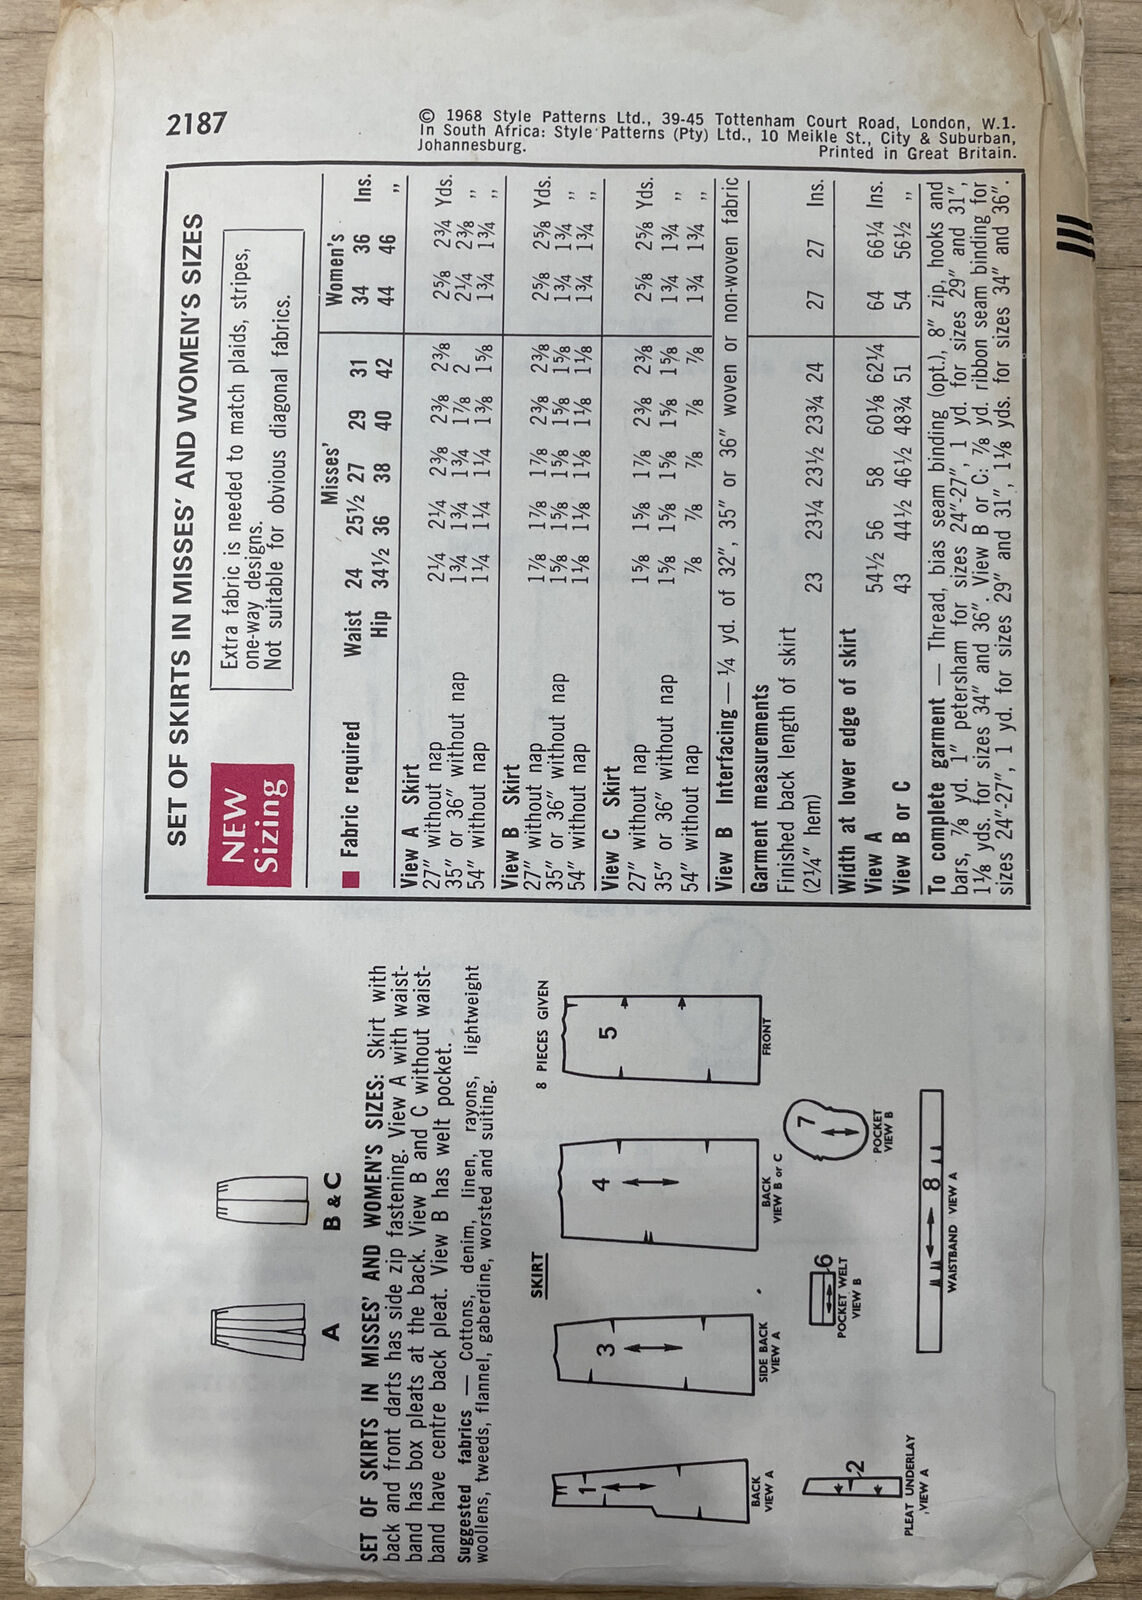 2187
© 1968 Style Patterns Ltd., 39-45 Tottenham Court Road, London, W.1.
In South Africa: Style Patterns (Pty) Ltd., 10 Meikle St., City & Suburban,
Johannesburg. Printed in Great Britain.
SET OF SKIRTS IN MISSES' AND WOMEN'S SIZES
NEW
Sizing
Extra fabric is needed to match plaids, stripes,
one-way designs.
Not suitable for obvious diagonal fabrics.
Misses' Women's
Fabric required Waist 24 25½ 27 29 31 34 36 Ins.
Hip 34½ 36 38 40 42 44 46 ,,
View A Skirt
27" without nap 2¼ 2¼ 2⅜ 2⅜ 2⅜ 2⅝ 2¾ Yds.
35" or 36" without nap 1¾ 1¾ 1¾ 1⅞ 2 2¼ 2⅜ ,,
54" without nap 1¼ 1¼ 1¼ 1⅜ 1⅝ 1¾ 1¾ ,,
View B Skirt
27" without nap 1⅞ 1⅞ 1⅞ 2⅜ 2⅜ 2⅝ 2⅝ Yds.
35" or 36" without nap 1⅝ 1⅝ 1⅝ 1⅝ 1⅝ 1¾ 1¾ ,,
54" without nap 1⅛ 1⅛ 1⅛ 1⅛ 1⅛ 1¾ 1¾ ,,
View C Skirt
27" without nap 1⅝ 1⅝ 1⅞ 2⅜ 2⅜ 2⅝ 2⅝ Yds.
35" or 36" without nap 1⅝ 1⅝ 1⅝ 1⅝ 1⅝ 1¾ 1¾ ,,
54" without nap ⅞ ⅞ ⅞ ⅞ ⅞ 1¾ 1¾ ,,
View B Interfacing — ¼ yd. of 32", 35" or 36" woven or non-woven fabric
Garment measurements
Finished back length of skirt
(2¼" hem) 23 23¼ 23½ 23¾ 24 27 27 Ins.
Width at lower edge of skirt
View A 54½ 56 58 60⅛ 62¼ 64 66¼ Ins.
View B or C 43 44½ 46½ 48¾ 51 54 56½ ,,
To complete garment — Thread, bias seam binding (opt.), 8" zip, hooks and
bars, ⅞ yd. 1" petersham for sizes 24"-27", 1 yd. for sizes 29" and 31",
1⅛ yds. for sizes 34" and 36". View B or C: ⅞ yd. ribbon seam binding for
sizes 24"-27", 1 yd. for sizes 29" and 31", 1⅛ yds. for sizes 34" and 36".
A
B & C
SET OF SKIRTS IN MISSES' AND WOMEN'S SIZES: Skirt with
back and front darts has side zip fastening. View A with waist-
band has box pleats at the back. View B and C without waist-
band have centre back pleat. View B has welt pocket.
Suggested fabrics — Cottons, denim, linen, rayons, lightweight
woollens, tweeds, flannel, gaberdine, worsted and suiting.
SKIRT
8 PIECES GIVEN
1
BACK
VIEW A
3
SIDE BACK
VIEW A
4
BACK
VIEW B or C
5
FRONT
2
PLEAT UNDERLAY
VIEW A
6
POCKET WELT
VIEW B
7
POCKET
VIEW B
8
WAISTBAND VIEW A